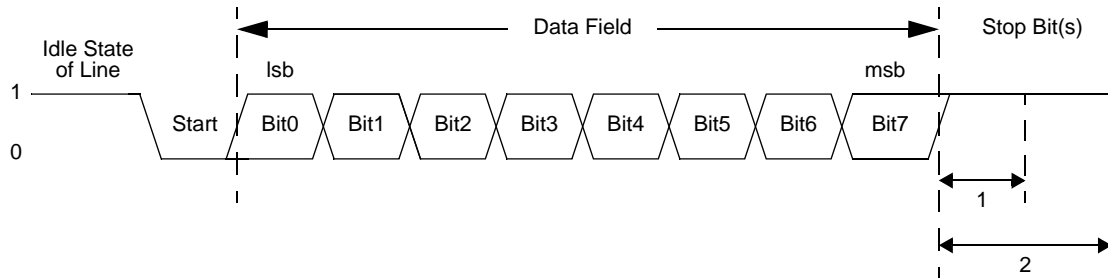 Data Field
Stop Bit(s)
Idle State
of Line
lsb
msb
1
Start
Bit0
Bit1
Bit2
Bit3
Bit4
Bit5
Bit6
Bit7
0
1
2